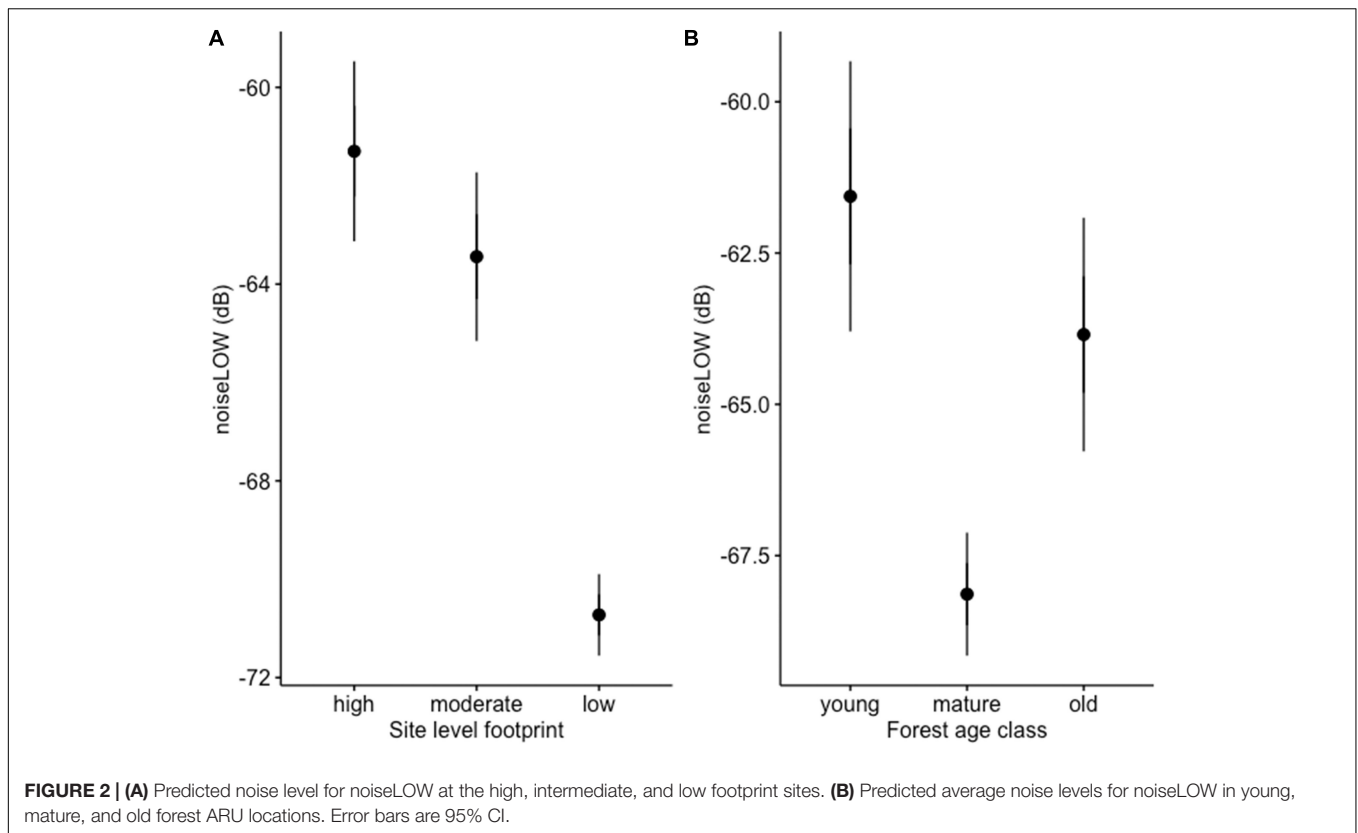 A
-60
-64
-68
-72
noiseLOW (dB)
high moderate low
Site level footprint
B
-60.0
-62.5
-65.0
-67.5
noiseLOW (dB)
young mature old
Forest age class
FIGURE 2 | (A) Predicted noise level for noiseLOW at the high, intermediate, and low footprint sites. (B) Predicted average noise levels for noiseLOW in young,
mature, and old forest ARU locations. Error bars are 95% CI.